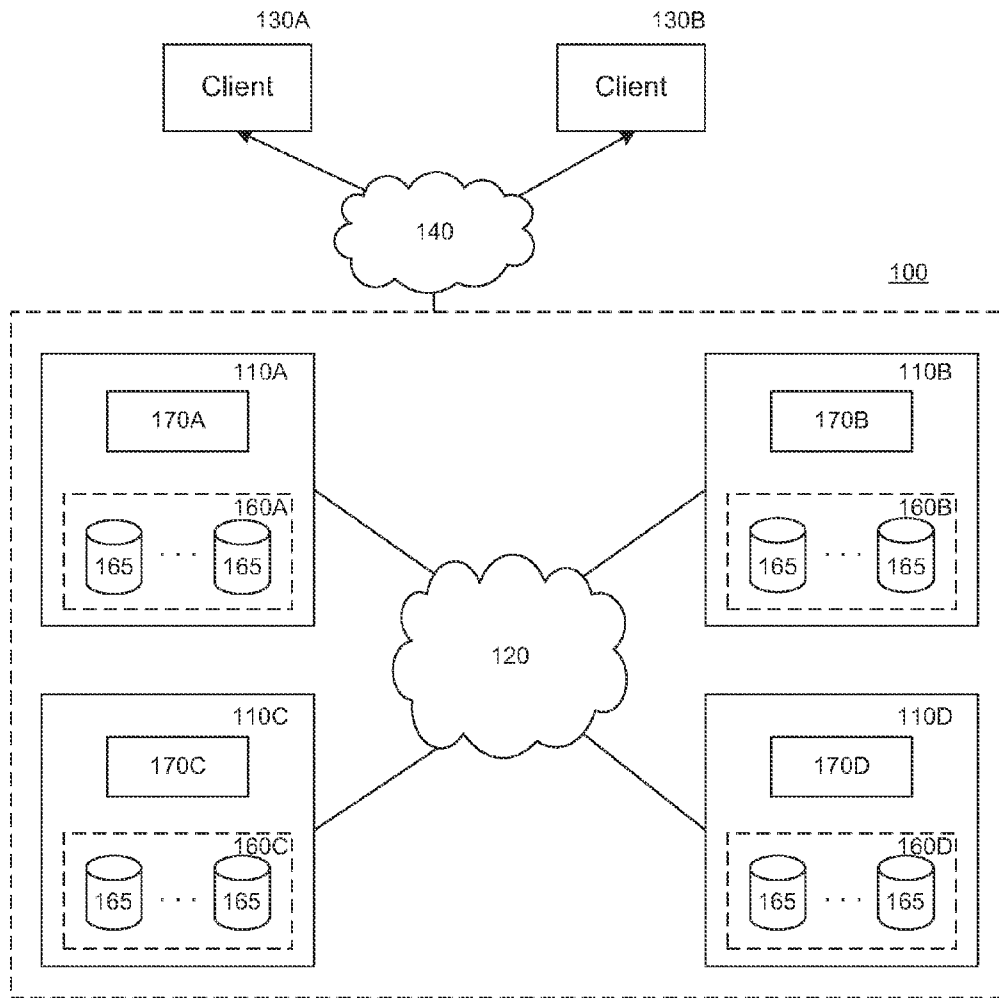 130A
130B
Client
Client
140
100
110A
110B
170A
170B
160A
160B
165 · · · 165
165 · · · 165
120
110C
110D
170C
170D
160C
160D
165 · · · 165
165 · · · 165